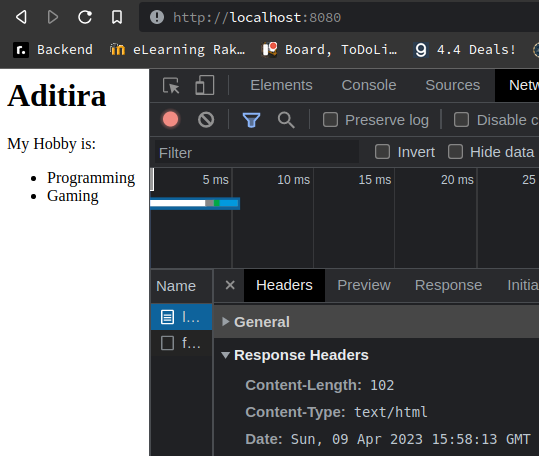 http://localhost:8080
Backend eLearning Rak… Board, ToDoLi… 4.4 Deals!
Aditira
My Hobby is:
Programming
Gaming
Elements Console Sources Netw
Preserve log Disable c
Filter Invert Hide data
5 ms 10 ms 15 ms 20 ms 25
Name Headers Preview Response Initia
l…
f…
General
Response Headers
Content-Length: 102
Content-Type: text/html
Date: Sun, 09 Apr 2023 15:58:13 GMT